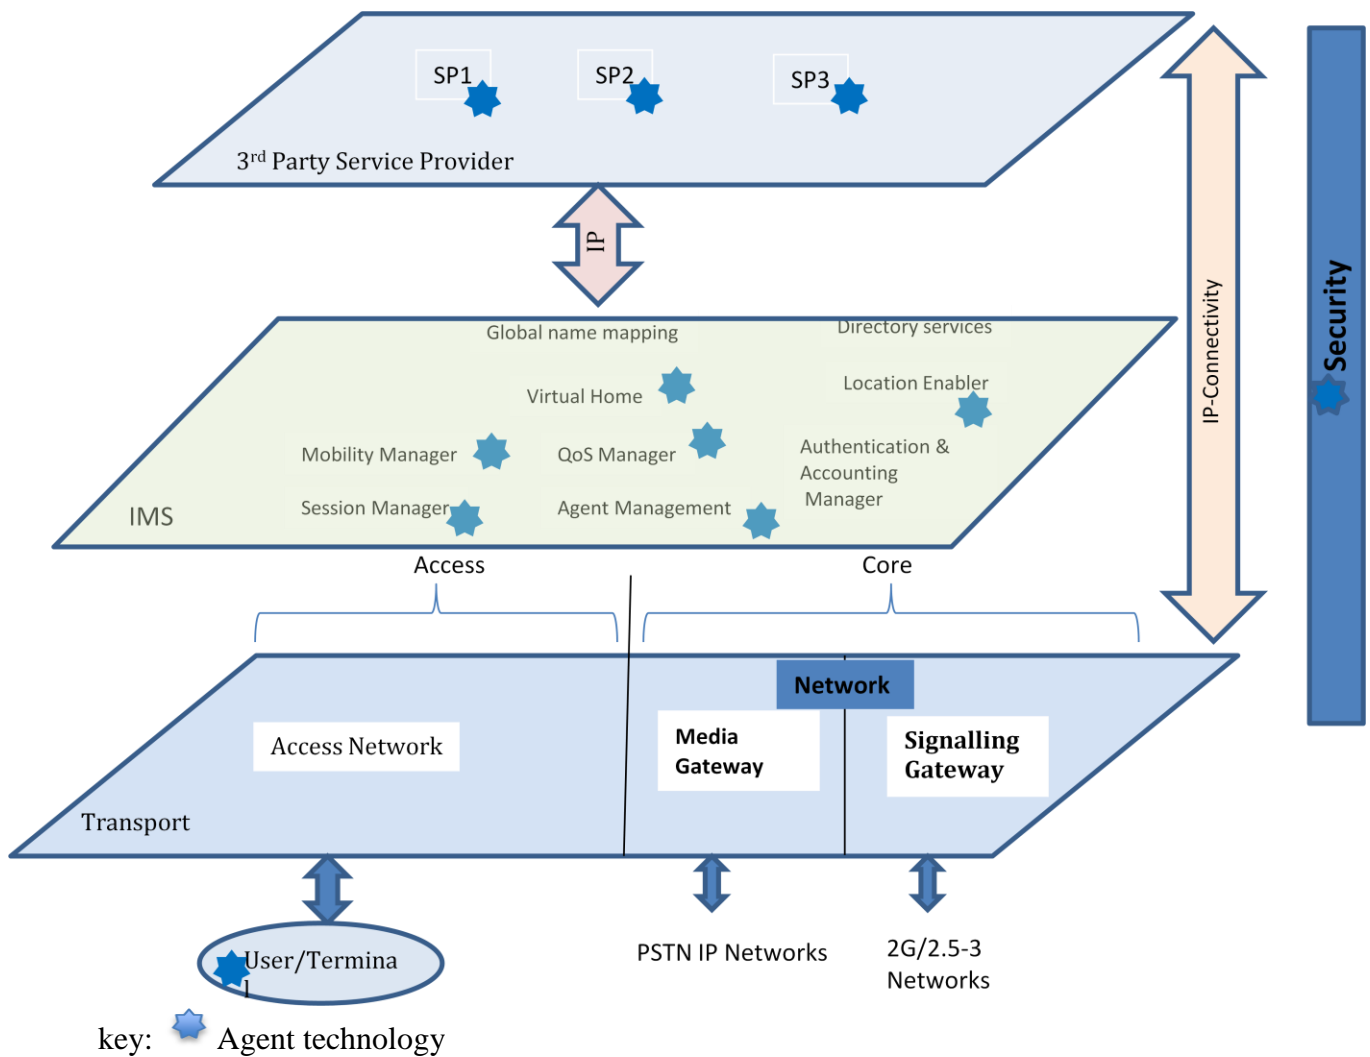 SP1
SP2
SP3
3rd Party Service Provider
IP
IP-Connectivity
Security
Global name mapping
Directory services
Virtual Home
Location Enabler
Mobility Manager
QoS Manager
Authentication &
Accounting
Manager
Session Manager
Agent Management
IMS
Access
Core
Network
Access Network
Media
Gateway
Signalling
Gateway
Transport
User/Termina
l
PSTN IP Networks
2G/2.5-3
Networks
key: Agent technology